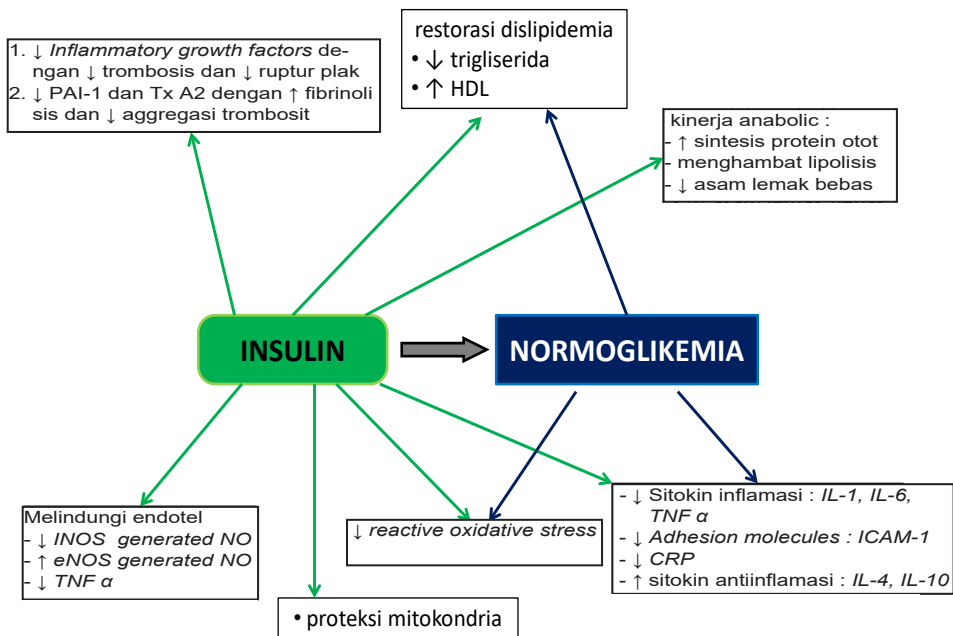 1. ↓ Inflammatory growth factors de-
ngan ↓ trombosis dan ↓ ruptur plak
2. ↓ PAI-1 dan Tx A2 dengan ↑ fibrinoli
sis dan ↓ aggregasi trombosit
restorasi dislipidemia
• ↓ trigliserida
• ↑ HDL
kinerja anabolic :
- ↑ sintesis protein otot
- menghambat lipolisis
- ↓ asam lemak bebas
INSULIN
NORMOGLIKEMIA
Melindungi endotel
- ↓ INOS generated NO
- ↑ eNOS generated NO
- ↓ TNF α
• proteksi mitokondria
↓ reactive oxidative stress
- ↓ Sitokin inflamasi : IL-1, IL-6,
TNF α
- ↓ Adhesion molecules : ICAM-1
- ↓ CRP
- ↑ sitokin antiinflamasi : IL-4, IL-10